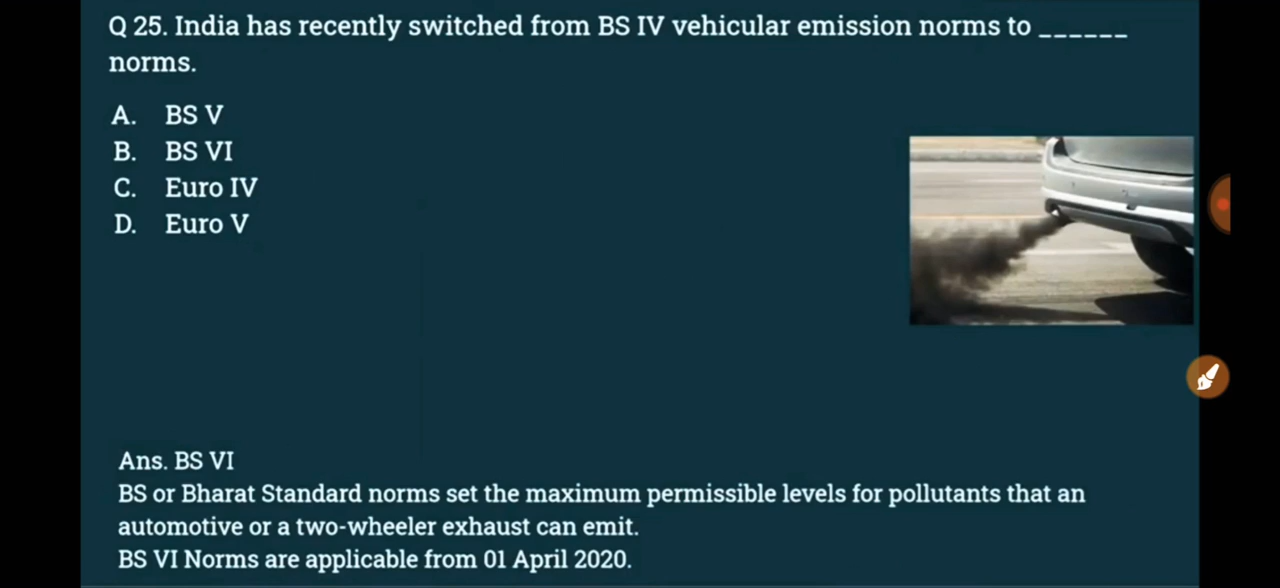 Q 25. India has recently switched from BS IV vehicular emission norms to ______
norms.
A. BS V
B. BS VI
C. Euro IV
D. Euro V
Ans. BS VI
BS or Bharat Standard norms set the maximum permissible levels for pollutants that an
automotive or a two-wheeler exhaust can emit.
BS VI Norms are applicable from 01 April 2020.